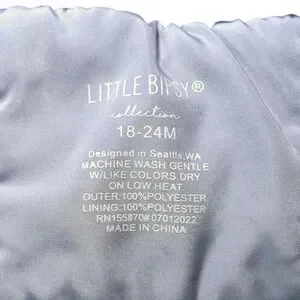 LITTLE BIPSY®
collection
18-24M
Designed in Seattle, WA
MACHINE WASH GENTLE
W/LIKE COLORS DRY
ON LOW HEAT.
OUTER:100%POLYESTER
LINING:100%POLYESTER
RN155870#07012022
MADE IN CHINA